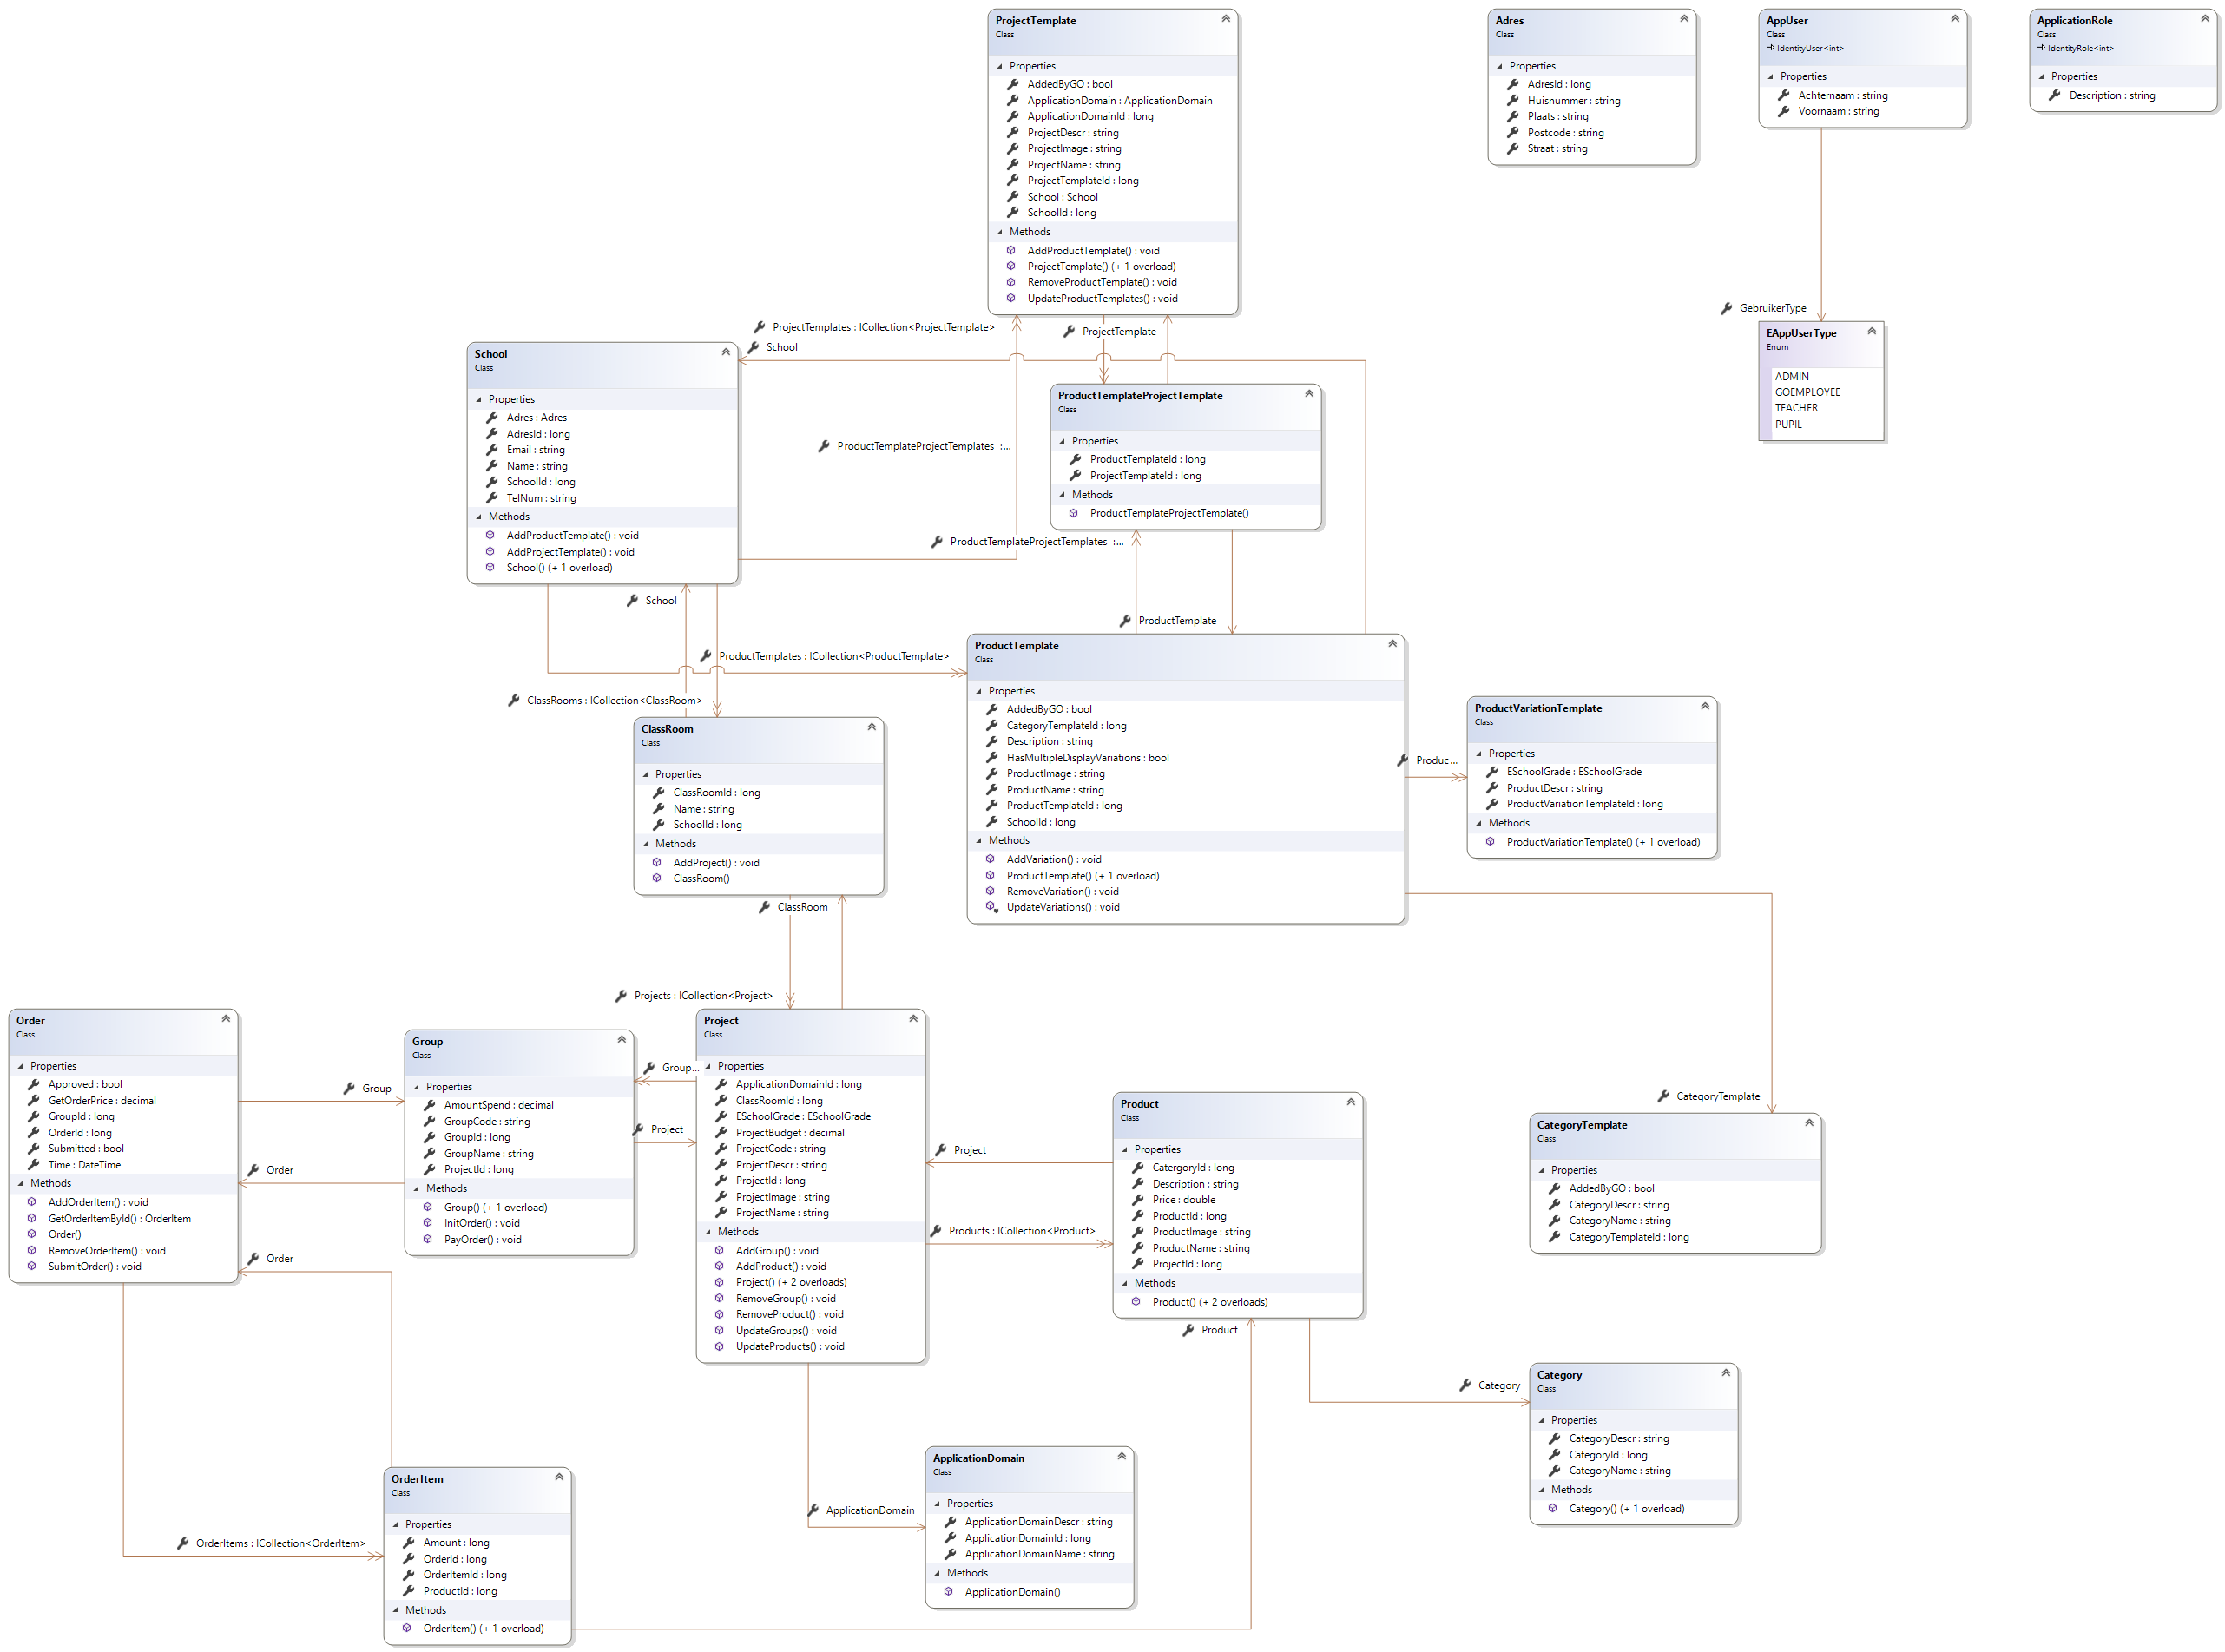 ProjectTemplate
Class
Properties
AddedByGO : bool
ApplicationDomain : ApplicationDomain
ApplicationDomainId : long
ProjectDescr : string
ProjectImage : string
ProjectName : string
ProjectTemplateId : long
School : School
SchoolId : long
Methods
AddProductTemplate() : void
ProjectTemplate() (+ 1 overload)
RemoveProductTemplate() : void
UpdateProductTemplates() : void
Adres
Class
Properties
AdresId : long
Huisnummer : string
Plaats : string
Postcode : string
Straat : string
AppUser
Class
IdentityUser<int>
Properties
Achternaam : string
Voornaam : string
ApplicationRole
Class
IdentityRole<int>
Properties
Description : string
GebruikerType
EAppUserType
Enum
ADMIN
GOEMPLOYEE
TEACHER
PUPIL
ProjectTemplates : ICollection<ProjectTemplate>
School
ProjectTemplate
School
Class
Properties
Adres : Adres
AdresId : long
Email : string
Name : string
SchoolId : long
TelNum : string
Methods
AddProductTemplate() : void
AddProjectTemplate() : void
School() (+ 1 overload)
ProductTemplateProjectTemplates :...
ProductTemplateProjectTemplate
Class
Properties
ProductTemplateId : long
ProjectTemplateId : long
Methods
ProductTemplateProjectTemplate()
ProductTemplateProjectTemplates :...
School
ProductTemplate
ProductTemplates : ICollection<ProductTemplate>
ClassRooms : ICollection<ClassRoom>
ProductTemplate
Class
Properties
AddedByGO : bool
CategoryTemplateId : long
Description : string
HasMultipleDisplayVariations : bool
ProductImage : string
ProductName : string
ProductTemplateId : long
SchoolId : long
Methods
AddVariation() : void
ProductTemplate() (+ 1 overload)
RemoveVariation() : void
UpdateVariations() : void
Produc...
ProductVariationTemplate
Class
Properties
ESchoolGrade : ESchoolGrade
ProductDescr : string
ProductVariationTemplateId : long
Methods
ProductVariationTemplate() (+ 1 overload)
ClassRoom
Class
Properties
ClassRoomId : long
Name : string
SchoolId : long
Methods
AddProject() : void
ClassRoom()
ClassRoom
Projects : ICollection<Project>
Order
Class
Properties
Approved : bool
GetOrderPrice : decimal
GroupId : long
OrderId : long
Submitted : bool
Time : DateTime
Methods
AddOrderItem() : void
GetOrderItemById() : OrderItem
Order()
RemoveOrderItem() : void
SubmitOrder() : void
Group
Order
Order
Group
Class
Properties
AmountSpend : decimal
GroupCode : string
GroupId : long
GroupName : string
ProjectId : long
Methods
Group() (+ 1 overload)
InitOrder() : void
PayOrder() : void
Group...
Project
Project
Class
Properties
ApplicationDomainId : long
ClassRoomId : long
ESchoolGrade : ESchoolGrade
ProjectBudget : decimal
ProjectCode : string
ProjectDescr : string
ProjectId : long
ProjectImage : string
ProjectName : string
Methods
AddGroup() : void
AddProduct() : void
Project() (+ 2 overloads)
RemoveGroup() : void
RemoveProduct() : void
UpdateGroups() : void
UpdateProducts() : void
Project
Products : ICollection<Product>
Product
Class
Properties
CatergoryId : long
Description : string
Price : double
ProductId : long
ProductImage : string
ProductName : string
ProjectId : long
Methods
Product() (+ 2 overloads)
Product
CategoryTemplate
CategoryTemplate
Class
Properties
AddedByGO : bool
CategoryDescr : string
CategoryName : string
CategoryTemplateId : long
Category
Category
Class
Properties
CategoryDescr : string
CategoryId : long
CategoryName : string
Methods
Category() (+ 1 overload)
ApplicationDomain
ApplicationDomain
Class
Properties
ApplicationDomainDescr : string
ApplicationDomainId : long
ApplicationDomainName : string
Methods
ApplicationDomain()
OrderItems : ICollection<OrderItem>
OrderItem
Class
Properties
Amount : long
OrderId : long
OrderItemId : long
ProductId : long
Methods
OrderItem() (+ 1 overload)